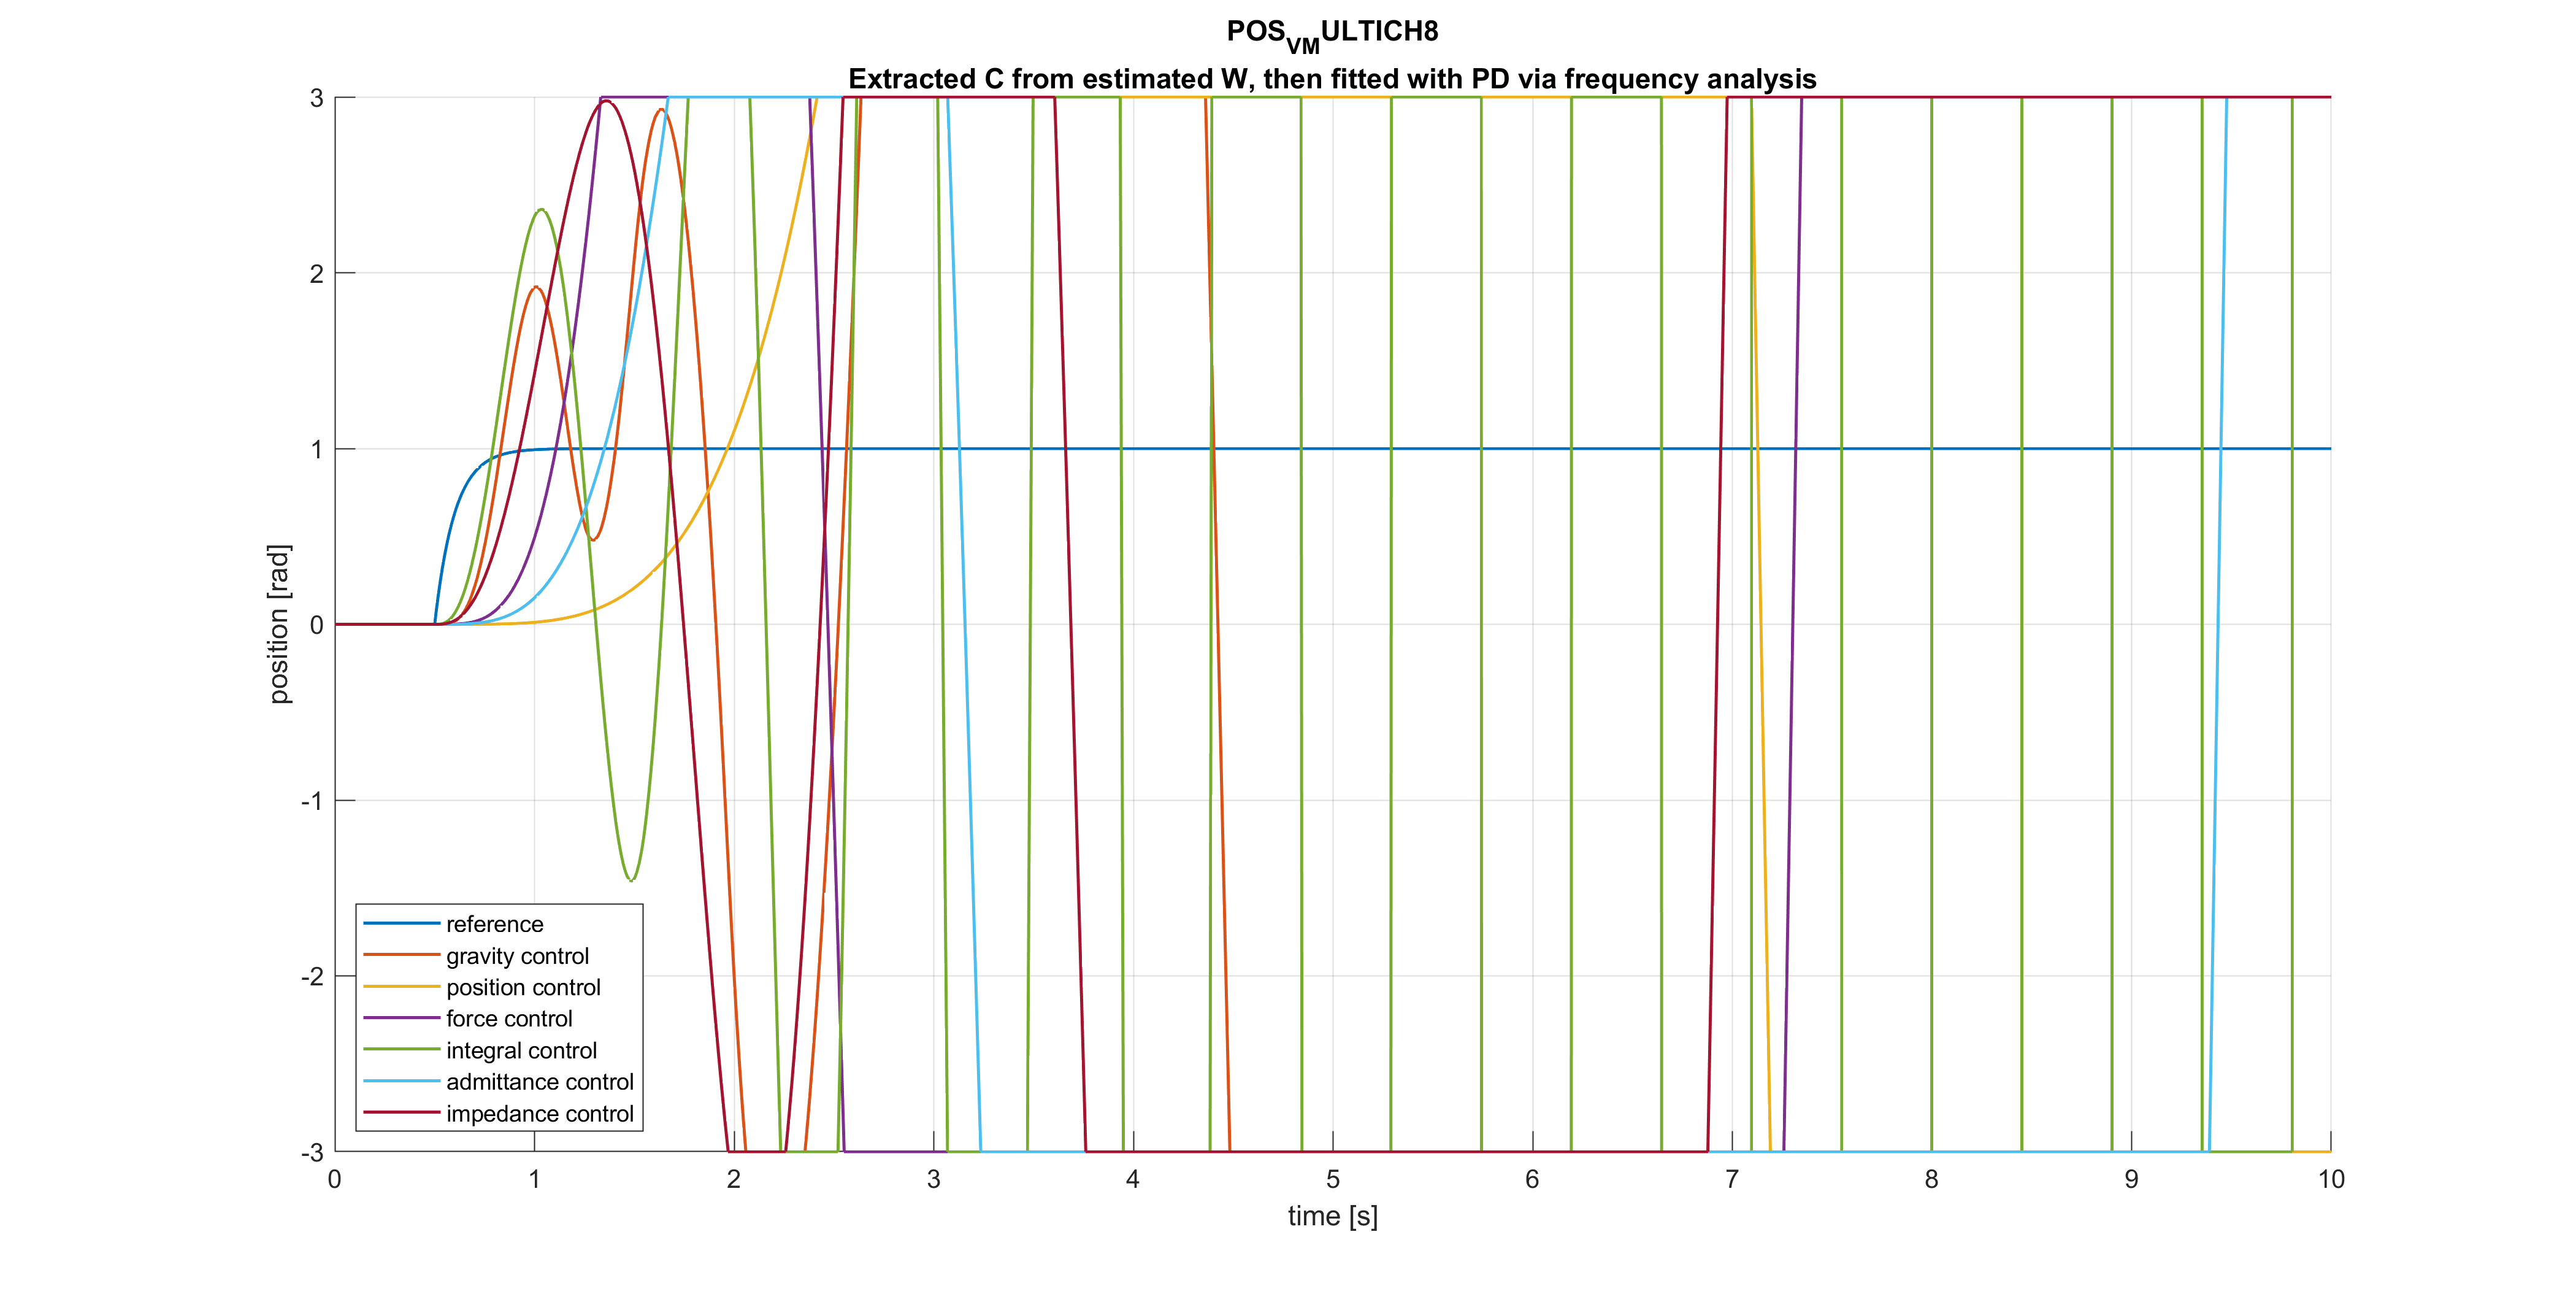 POSVMULTICH8
Extracted C from estimated W, then fitted with PD via frequency analysis
3
2
1
0
-1
-2
-3
position [rad]
reference
gravity control
position control
force control
integral control
admittance control
impedance control
0 1 2 3 4 5 6 7 8 9 10
time [s]